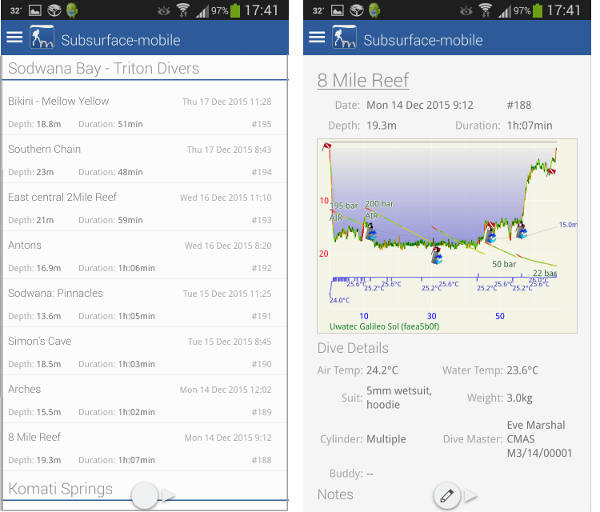 32° 97% 17:41
Subsurface-mobile
Sodwana Bay - Triton Divers
Bikini - Mellow Yellow Thu 17 Dec 2015 11:28
Depth: 18.8m Duration: 51min #195
Southern Chain Thu 17 Dec 2015 8:43
Depth: 23m Duration: 48min #194
East central 2Mile Reef Wed 16 Dec 2015 11:10
Depth: 21m Duration: 59min #193
Antons Wed 16 Dec 2015 8:20
Depth: 16.9m Duration: 1h:06min #192
Sodwana: Pinnacles Tue 15 Dec 2015 11:25
Depth: 13.6m Duration: 1h:05min #191
Simon's Cave Tue 15 Dec 2015 8:45
Depth: 18.5m Duration: 1h:03min #190
Arches Mon 14 Dec 2015 12:02
Depth: 15.5m Duration: 1h:02min #189
8 Mile Reef Mon 14 Dec 2015 9:12
Depth: 19.3m Duration: 1h:07min #188
Komati Springs
32° 97% 17:41
Subsurface-mobile
8 Mile Reef
Date: Mon 14 Dec 2015 9:12 #188
Depth: 19.3m Duration: 1h:07min
10
195 bar 200 bar
AIR AIR
15.0m
20
50 bar
22 bar
25.6°C 25.6°C 25.6°C 25.6°C 26.0°C
25.2°C 25.2°C 25.2°C 25.2°C
24.0°C
10 30 50
Uwatec Galileo Sol (faea5b0f)
Dive Details
Air Temp: 24.2°C Water Temp: 23.6°C
Suit: 5mm wetsuit, hoodie Weight: 3.0kg
Cylinder: Multiple Dive Master: Eve Marshal
CMAS
M3/14/00001
Buddy: --
Notes